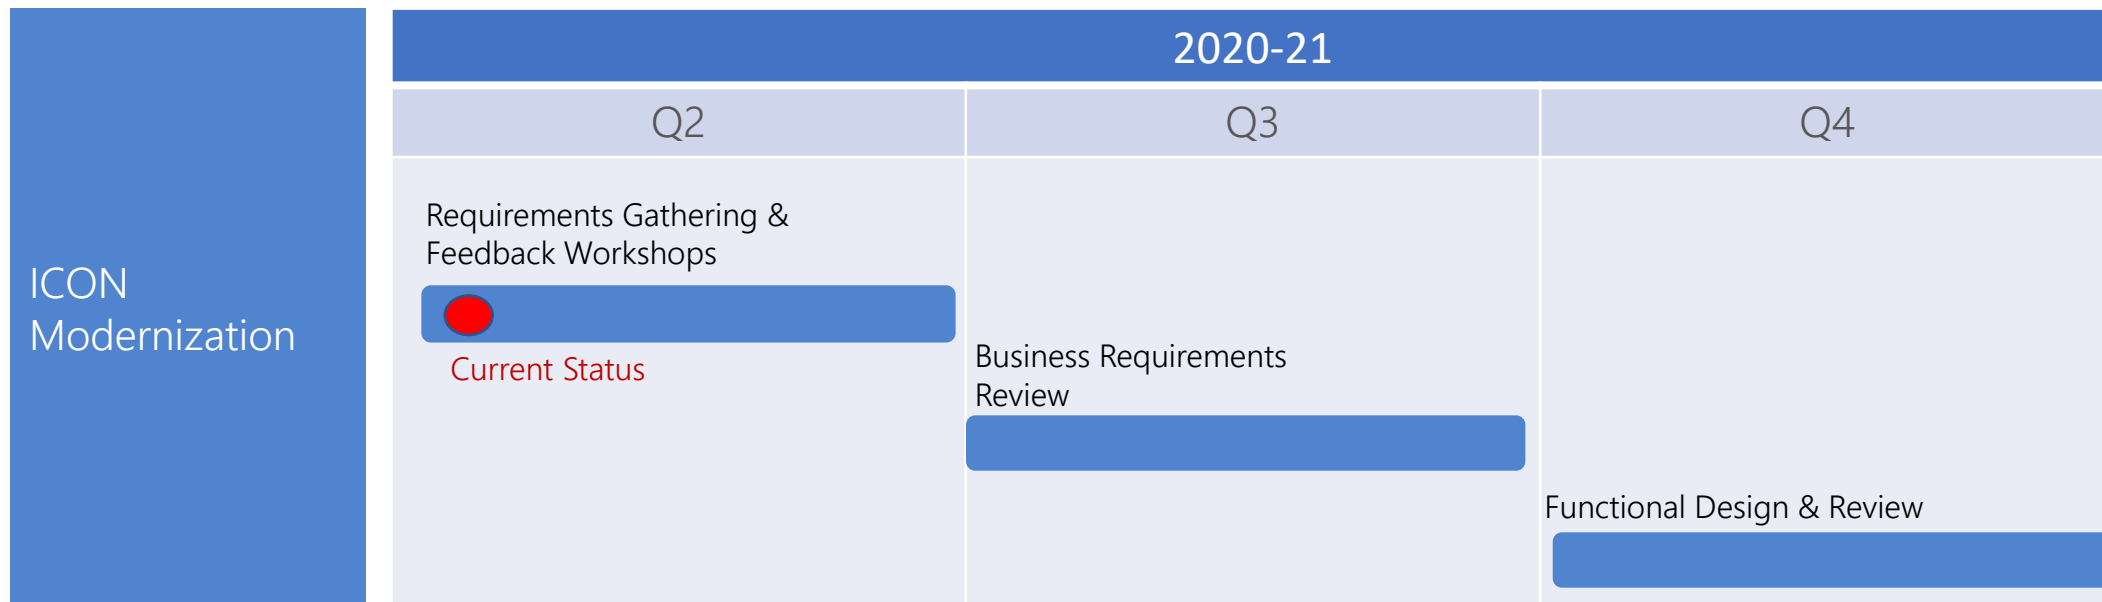 ICON
Modernization
2020-21
Q2
Q3
Q4
Requirements Gathering &
Feedback Workshops
Current Status
Business Requirements
Review
Functional Design & Review